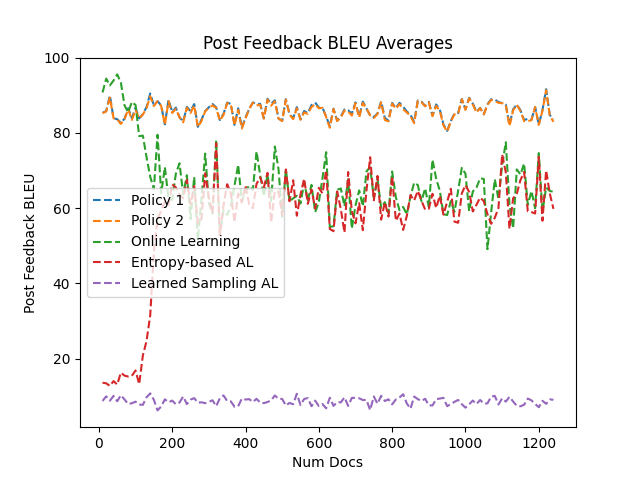 Post Feedback BLEU Averages
100
80
60
40
20
Post Feedback BLEU
Policy 1
Policy 2
Online Learning
Entropy-based AL
Learned Sampling AL
0 200 400 600 800 1000 1200
Num Docs